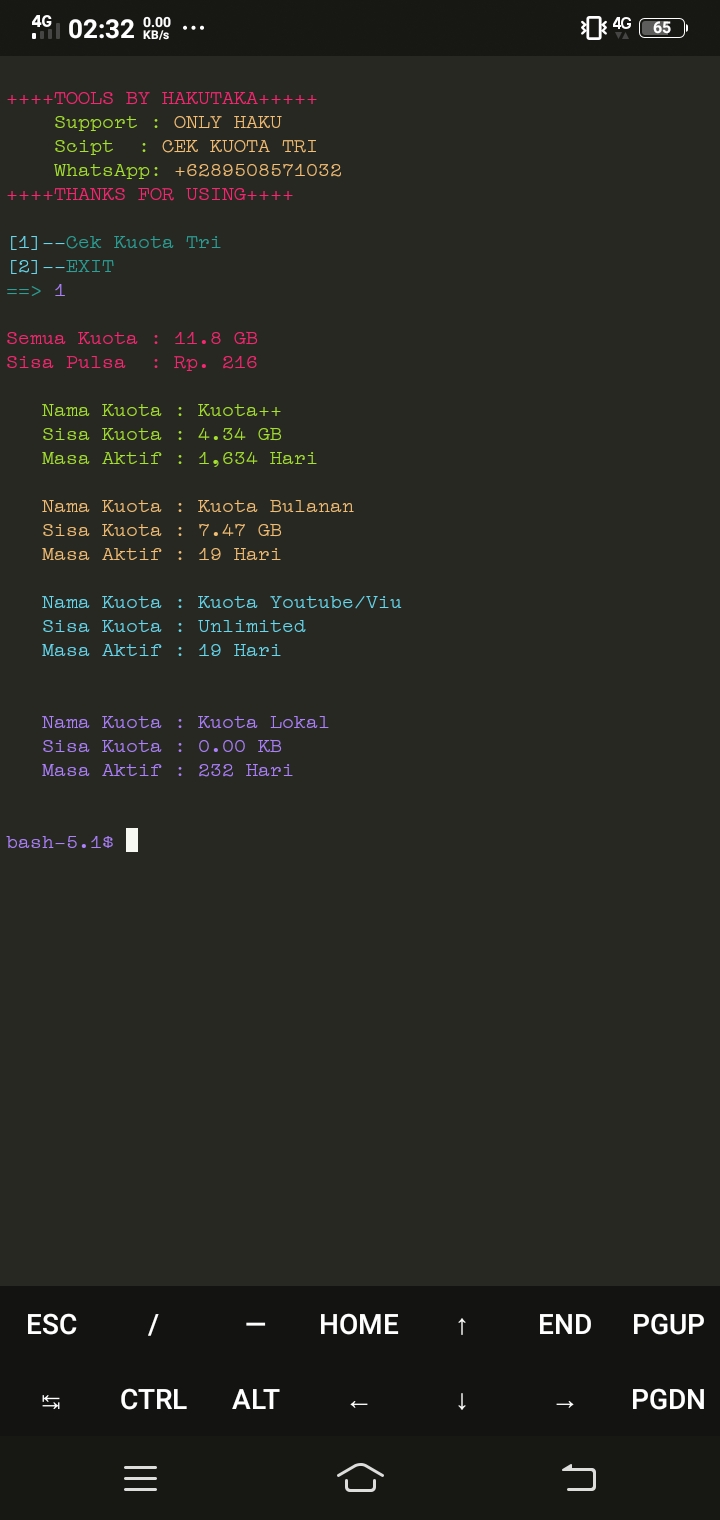 4G 02:32 0.00 KB/s ... 4G 65
++++TOOLS BY HAKUTAKA+++++
Support : ONLY HAKU
Scipt : CEK KUOTA TRI
WhatsApp: +6289508571032
++++THANKS FOR USING++++
[1]--Cek Kuota Tri
[2]--EXIT
==> 1
Semua Kuota : 11.8 GB
Sisa Pulsa : Rp. 216
Nama Kuota : Kuota++
Sisa Kuota : 4.34 GB
Masa Aktif : 1,634 Hari
Nama Kuota : Kuota Bulanan
Sisa Kuota : 7.47 GB
Masa Aktif : 19 Hari
Nama Kuota : Kuota Youtube/Viu
Sisa Kuota : Unlimited
Masa Aktif : 19 Hari
Nama Kuota : Kuota Lokal
Sisa Kuota : 0.00 KB
Masa Aktif : 232 Hari
bash-5.1$
ESC / — HOME ↑ END PGUP
↹ CTRL ALT ← ↓ → PGDN